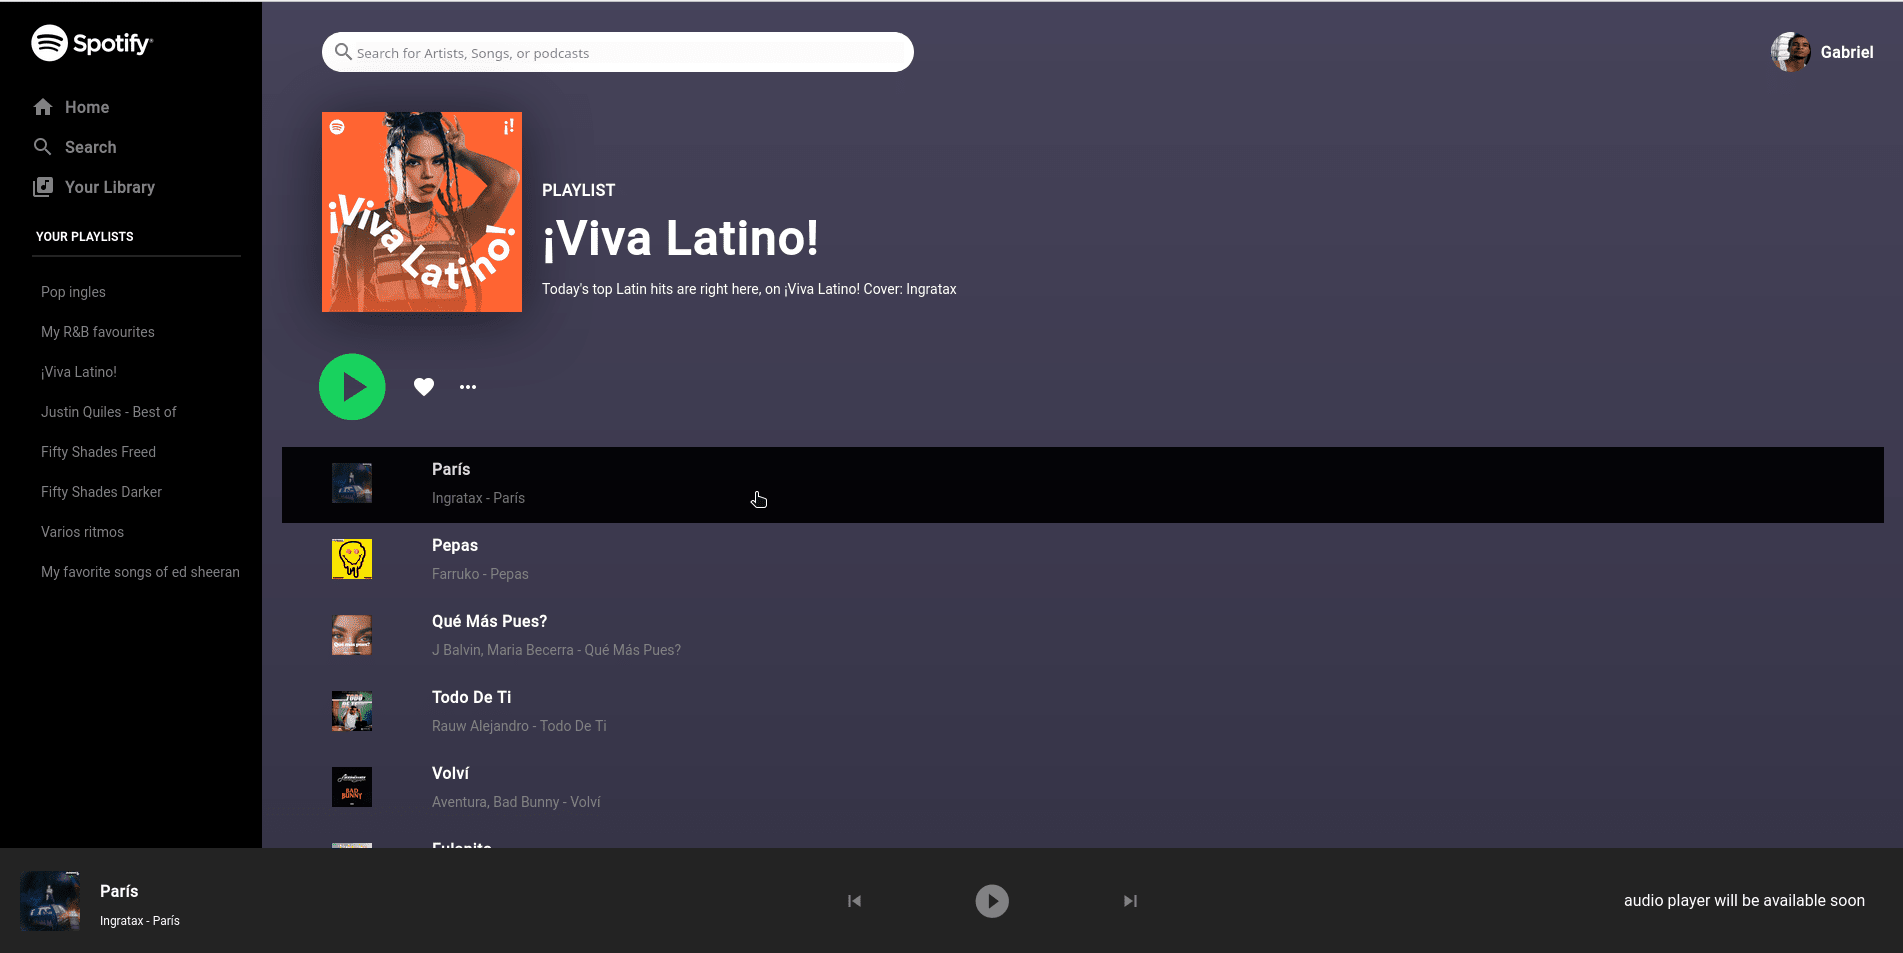 Spotify
Home
Search
Your Library
YOUR PLAYLISTS
Pop ingles
My R&B favourites
¡Viva Latino!
Justin Quiles - Best of
Fifty Shades Freed
Fifty Shades Darker
Varios ritmos
My favorite songs of ed sheeran
Search for Artists, Songs, or podcasts
Gabriel
¡!
¡Viva Latino!
PLAYLIST
¡Viva Latino!
Today's top Latin hits are right here, on ¡Viva Latino! Cover: Ingratax
París
Ingratax - París
Pepas
Farruko - Pepas
Qué Más Pues?
J Balvin, Maria Becerra - Qué Más Pues?
Todo De Ti
Rauw Alejandro - Todo De Ti
BAD
BUNNY
Volví
Aventura, Bad Bunny - Volví
París
Ingratax - París
audio player will be available soon